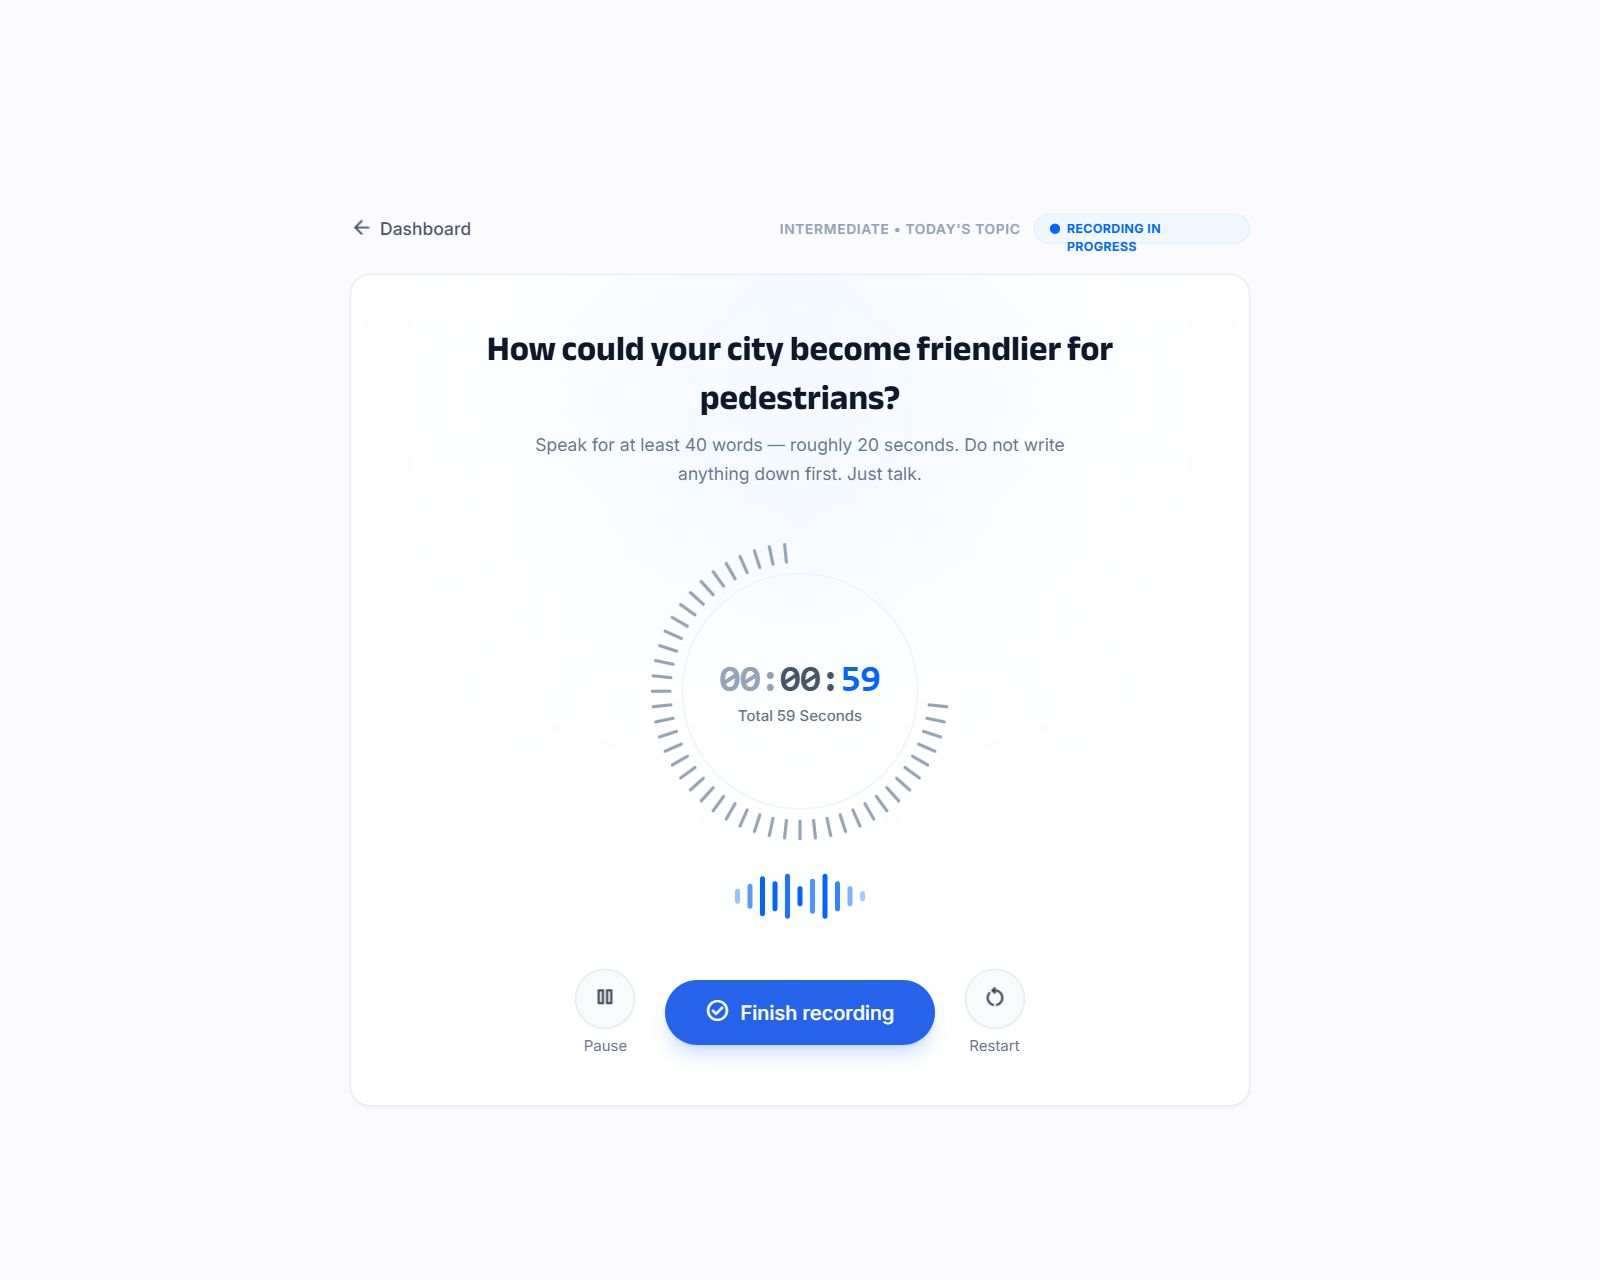 Dashboard
INTERMEDIATE • TODAY'S TOPIC
RECORDING IN
PROGRESS
How could your city become friendlier for
pedestrians?
Speak for at least 40 words — roughly 20 seconds. Do not write
anything down first. Just talk.
00:00:59
Total 59 Seconds
Finish recording
Pause
Restart